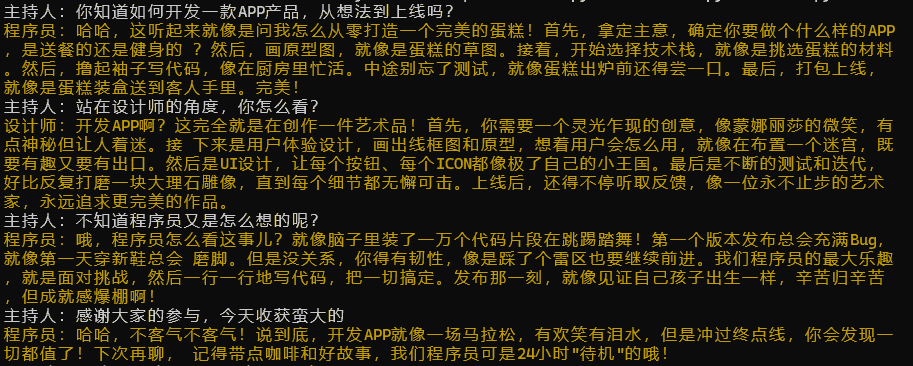 主持人: 你知道如何开发一款APP产品，从想法到上线吗?
程序员: 哈哈，这听起来就像是问我怎么从零打造一个完美的蛋糕! 首先，拿定主意，确定你要做个什么样的APP
，是送餐的还是健身的 ? 然后，画原型图，就像是蛋糕的草图。接着，开始选择技术栈，就像是挑选蛋糕的材料
。然后，撸起袖子写代码，像在厨房里忙活。中途别忘了测试，就像蛋糕出炉前还得尝一口。最后，打包上线，
就像是蛋糕装盒送到客人手里。完美!
主持人: 站在设计师的角度，你怎么看?
设计师: 开发APP啊? 这完全就是在创作一件艺术品! 首先，你需要一个灵光乍现的创意，像蒙娜丽莎的微笑，有
点神秘但让人着迷。接 下来是用户体验设计，画出线框图和原型，想着用户会怎么用，就像在布置一个迷宫，既
要有趣又要有出口。然后是UI设计，让每个按钮、每个ICON都像极了自己的小王国。最后是不断的测试和迭代，
好比反复打磨一块大理石雕像，直到每个细节都无懈可击。上线后，还得不停听取反馈，像一位永不止步的艺术
家，永远追求更完美的作品。
主持人: 不知道程序员又是怎么想的呢?
程序员: 哦，程序员怎么看这事儿? 就像脑子里装了一万个代码片段在跳踢踏舞! 第一个版本发布总会充满Bug，
就像第一天穿新鞋总会 磨脚。但是没关系，你得有韧性，像是踩了个雷区也要继续前进。我们程序员的最大乐趣
，就是面对挑战，然后一行一行地写代码，把一切搞定。发布那一刻，就像见证自己孩子出生一样，辛苦归辛苦
，但成就感爆棚啊!
主持人: 感谢大家的参与，今天收获蛮大的
程序员: 哈哈，不客气不客气! 说到底，开发APP就像一场马拉松，有欢笑有泪水，但是冲过终点线，你会发现一
切都值了! 下次再聊， 记得带点咖啡和好故事，我们程序员可是24小时"待机"的哦!